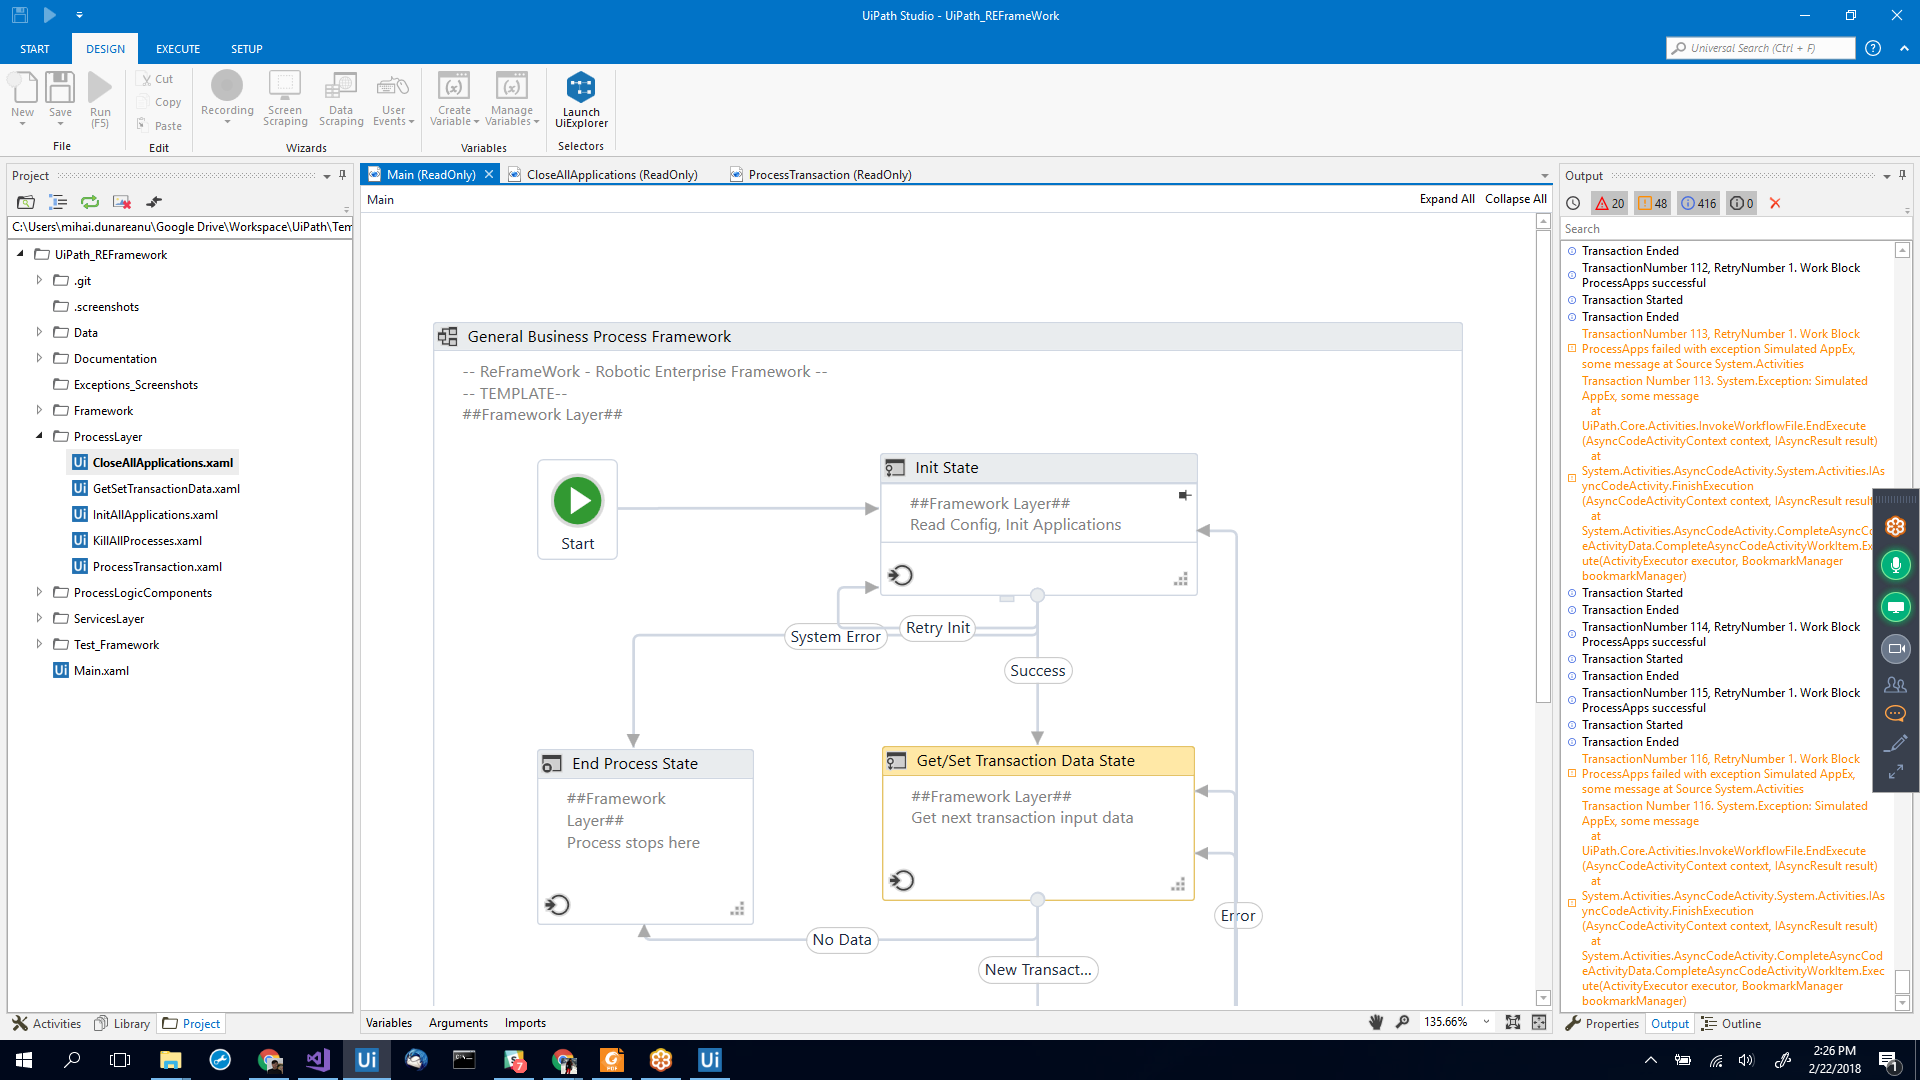 UiPath Studio - UiPath_REFrameWork
START
DESIGN
EXECUTE
SETUP
Universal Search (Ctrl + F)
New
Save
Run
(F5)
File
Cut
Copy
Paste
Edit
Recording
Screen
Scraping
Data
Scraping
User
Events
Wizards
Create
Variable
Manage
Variables
Variables
Launch
UiExplorer
Selectors
Project
C:\Users\mihai.dunareanu\Google Drive\Workspace\UiPath\Tem
UiPath_REFramework
.git
.screenshots
Data
Documentation
Exceptions_Screenshots
Framework
ProcessLayer
CloseAllApplications.xaml
GetSetTransactionData.xaml
InitAllApplications.xaml
KillAllProcesses.xaml
ProcessTransaction.xaml
ProcessLogicComponents
ServicesLayer
Test_Framework
Main.xaml
Activities
Library
Project
Main (ReadOnly)
CloseAllApplications (ReadOnly)
ProcessTransaction (ReadOnly)
Main
Expand All
Collapse All
General Business Process Framework
-- ReFrameWork - Robotic Enterprise Framework --
-- TEMPLATE--
##Framework Layer##
Start
Init State
##Framework Layer##
Read Config, Init Applications
System Error
Retry Init
Success
End Process State
##Framework
Layer##
Process stops here
Get/Set Transaction Data State
##Framework Layer##
Get next transaction input data
Error
No Data
New Transact...
Variables
Arguments
Imports
135.66%
Output
20
48
416
0
Search
Transaction Ended
TransactionNumber 112, RetryNumber 1. Work Block
ProcessApps successful
Transaction Started
Transaction Ended
TransactionNumber 113, RetryNumber 1. Work Block
ProcessApps failed with exception Simulated AppEx,
some message at Source System.Activities
Transaction Number 113. System.Exception: Simulated
AppEx, some message
at
UiPath.Core.Activities.InvokeWorkflowFile.EndExecute
(AsyncCodeActivityContext context, IAsyncResult result)
at
System.Activities.AsyncCodeActivity.System.Activities.IAs
yncCodeActivity.FinishExecution
(AsyncCodeActivityContext context, IAsyncResult result)
at
System.Activities.AsyncCodeActivity.CompleteAsyncCo
eActivityData.CompleteAsyncCodeActivityWorkItem.Ex
ute(ActivityExecutor executor, BookmarkManager
bookmarkManager)
Transaction Started
Transaction Ended
TransactionNumber 114, RetryNumber 1. Work Block
ProcessApps successful
Transaction Started
Transaction Ended
TransactionNumber 115, RetryNumber 1. Work Block
ProcessApps successful
Transaction Started
Transaction Ended
TransactionNumber 116, RetryNumber 1. Work Block
ProcessApps failed with exception Simulated AppEx,
some message at Source System.Activities
Transaction Number 116. System.Exception: Simulated
AppEx, some message
at
UiPath.Core.Activities.InvokeWorkflowFile.EndExecute
(AsyncCodeActivityContext context, IAsyncResult result)
at
System.Activities.AsyncCodeActivity.System.Activities.IAs
yncCodeActivity.FinishExecution
(AsyncCodeActivityContext context, IAsyncResult result)
at
System.Activities.AsyncCodeActivity.CompleteAsyncCod
eActivityData.CompleteAsyncCodeActivityWorkItem.Exec
ute(ActivityExecutor executor, BookmarkManager
bookmarkManager)
Properties
Output
Outline
2:26 PM
2/22/2018